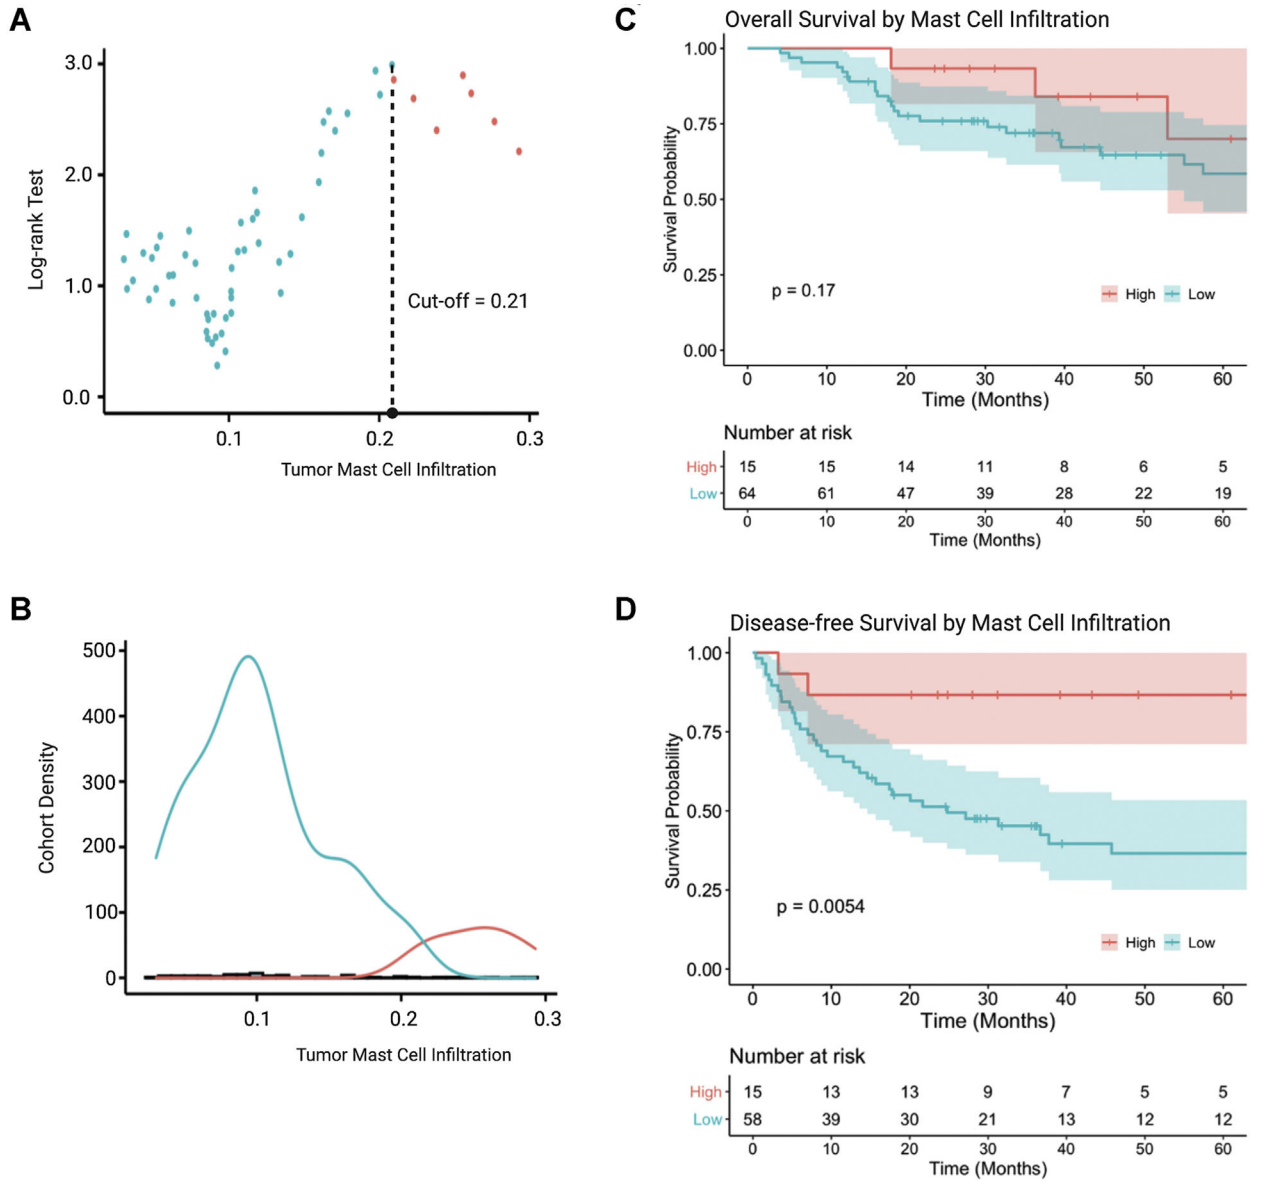 A
3.0
2.0
1.0
0.0
Log-rank Test
Cut-off = 0.21
0.1 0.2 0.3
Tumor Mast Cell Infiltration
B
500
400
300
200
100
0
Cohort Density
0.1 0.2 0.3
Tumor Mast Cell Infiltration
C
Overall Survival by Mast Cell Infiltration
1.00
0.75
0.50
0.25
0.00
Survival Probability
p = 0.17
High Low
0 10 20 30 40 50 60
Time (Months)
Number at risk
High 15 15 14 11 8 6 5
Low 64 61 47 39 28 22 19
0 10 20 30 40 50 60
Time (Months)
D
Disease-free Survival by Mast Cell Infiltration
1.00
0.75
0.50
0.25
0.00
Survival Probability
p = 0.0054
High Low
0 10 20 30 40 50 60
Time (Months)
Number at risk
High 15 13 13 9 7 5 5
Low 58 39 30 21 13 12 12
0 10 20 30 40 50 60
Time (Months)